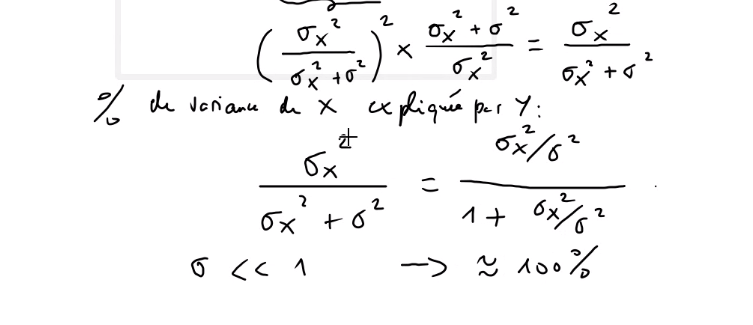 (σx² / (σx² + σ²))² × (σx² + σ²) / σx² = σx² / (σx² + σ²)
% de variance de X expliquée par Y:
σx² / (σx² + σ²) = (σx²/σ²) / (1 + σx²/σ²)
σ << 1 → ≈ 100%